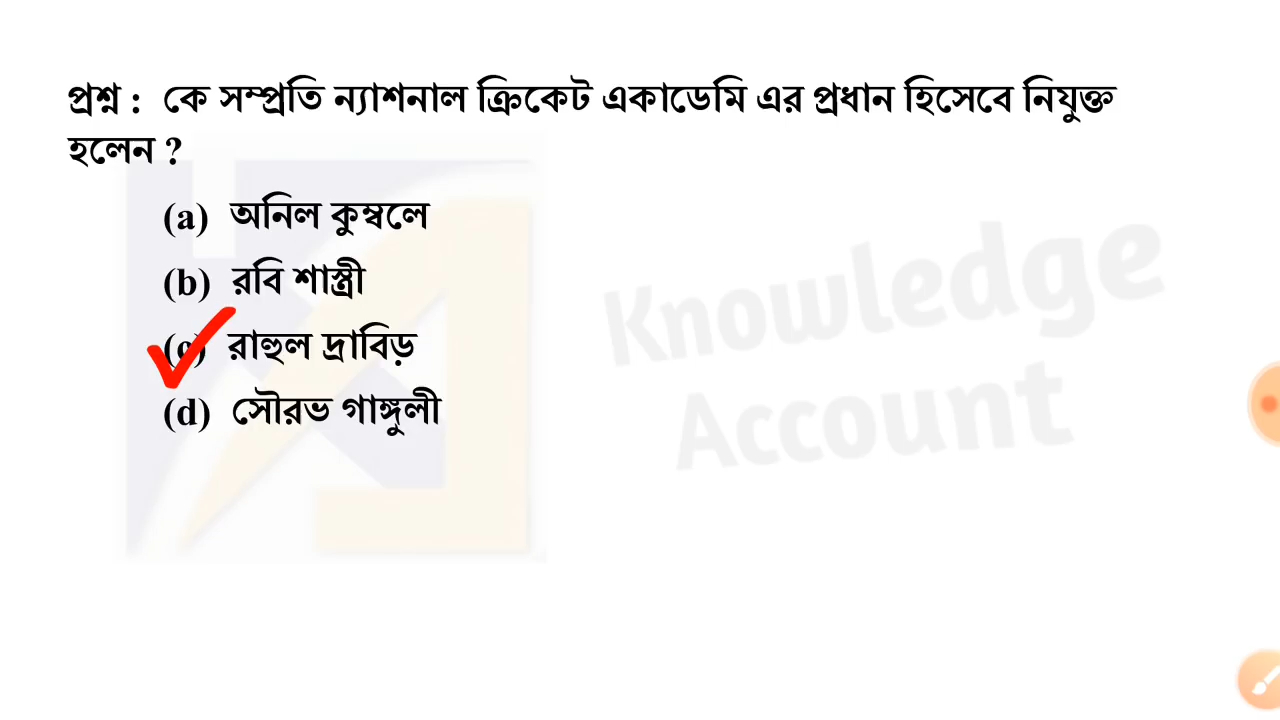 প্রশ্ন : কে সম্প্রতি ন্যাশনাল ক্রিকেট একাডেমি এর প্রধান হিসেবে নিযুক্ত
হলেন ?
(a) অনিল কুম্বলে
(b) রবি শাস্ত্রী
(c) রাহুল দ্রাবিড়
(d) সৌরভ গাঙ্গুলী
Knowledge
Account